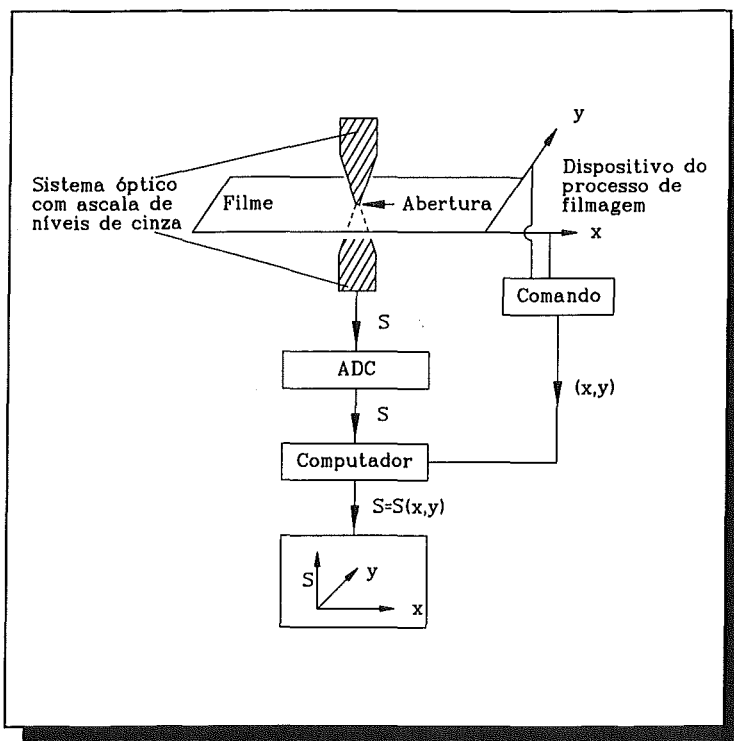 y
Sistema óptico
com ascala de
níveis de cinza
Filme
Abertura
Dispositivo do
processo de
filmagem
x
Comando
S
ADC
(x,y)
S
Computador
S=S(x,y)
S
y
x